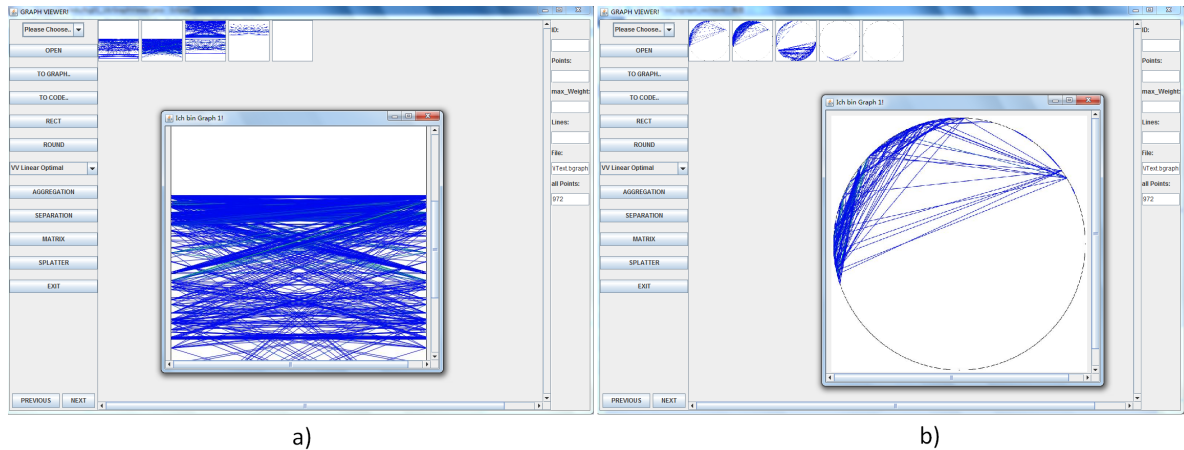 GRAPH VIEWER!
Please Choose..
OPEN
TO GRAPH..
TO CODE..
RECT
ROUND
VV Linear Optimal
AGGREGATION
SEPARATION
MATRIX
SPLATTER
EXIT
PREVIOUS NEXT
Ich bin Graph 1!
ID:
Points:
max_Weight:
Lines:
File:
\iText.bgraph
all Points:
972
a)
GRAPH VIEWER!
Please Choose..
OPEN
TO GRAPH..
TO CODE..
RECT
ROUND
VV Linear Optimal
AGGREGATION
SEPARATION
MATRIX
SPLATTER
EXIT
PREVIOUS NEXT
Ich bin Graph 1!
ID:
Points:
max_Weight:
Lines:
File:
\iText.bgraph
all Points:
972
b)